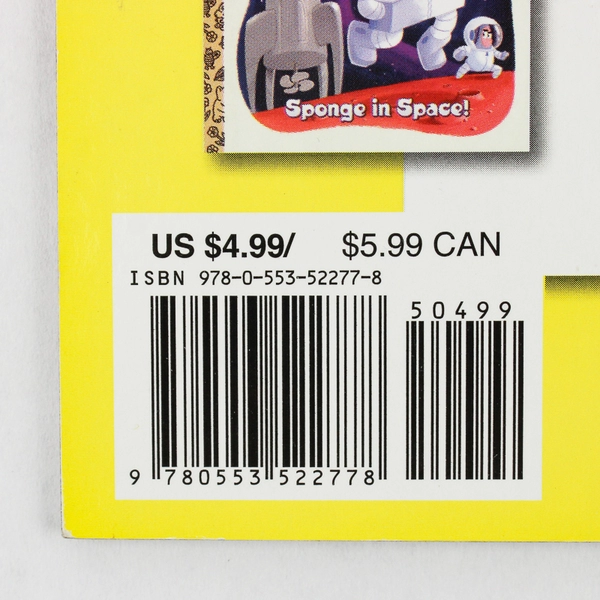 Sponge in Space!
US $4.99/ $5.99 CAN
ISBN 978-0-553-52277-8
50499
9 780553 522778